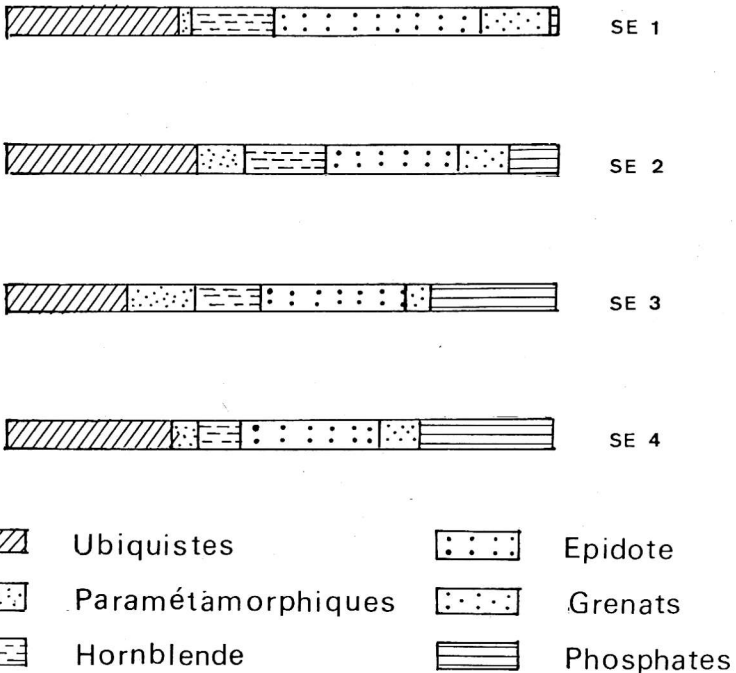 SE 1
SE 2
SE 3
SE 4
Ubiquistes
Epidote
Paramétamorphiques
Grenats
Hornblende
Phosphates